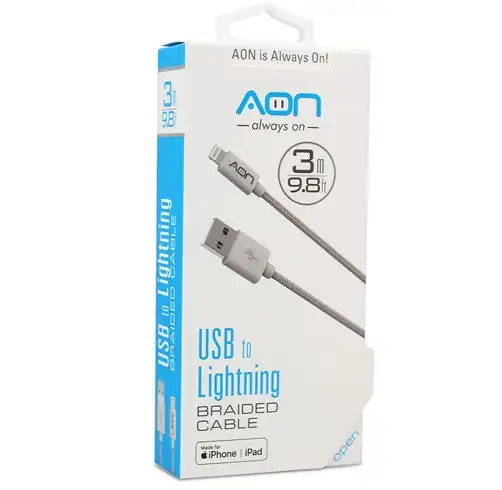 AON is Always On!
AON
always on
3m
9.8ft
AON
USB to
Lightning
BRAIDED
CABLE
Made for
iPhone | iPad
open
3m
9.8ft
USB to Lightning
BRAIDED CABLE